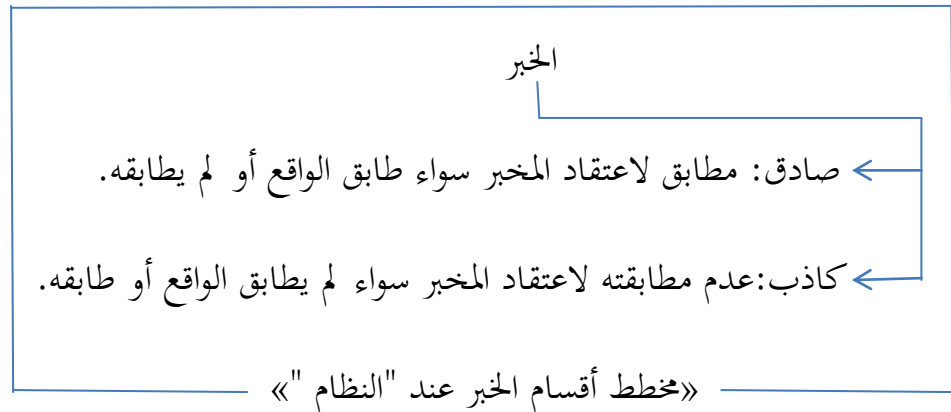 الخبر
صادق: مطابق لاعتقاد المخبر سواء طابق الواقع أو لم يطابقه.
كاذب:عدم مطابقته لاعتقاد المخبر سواء لم يطابق الواقع أو طابقه.
«مخطط أقسام الخبر عند "النظام "»